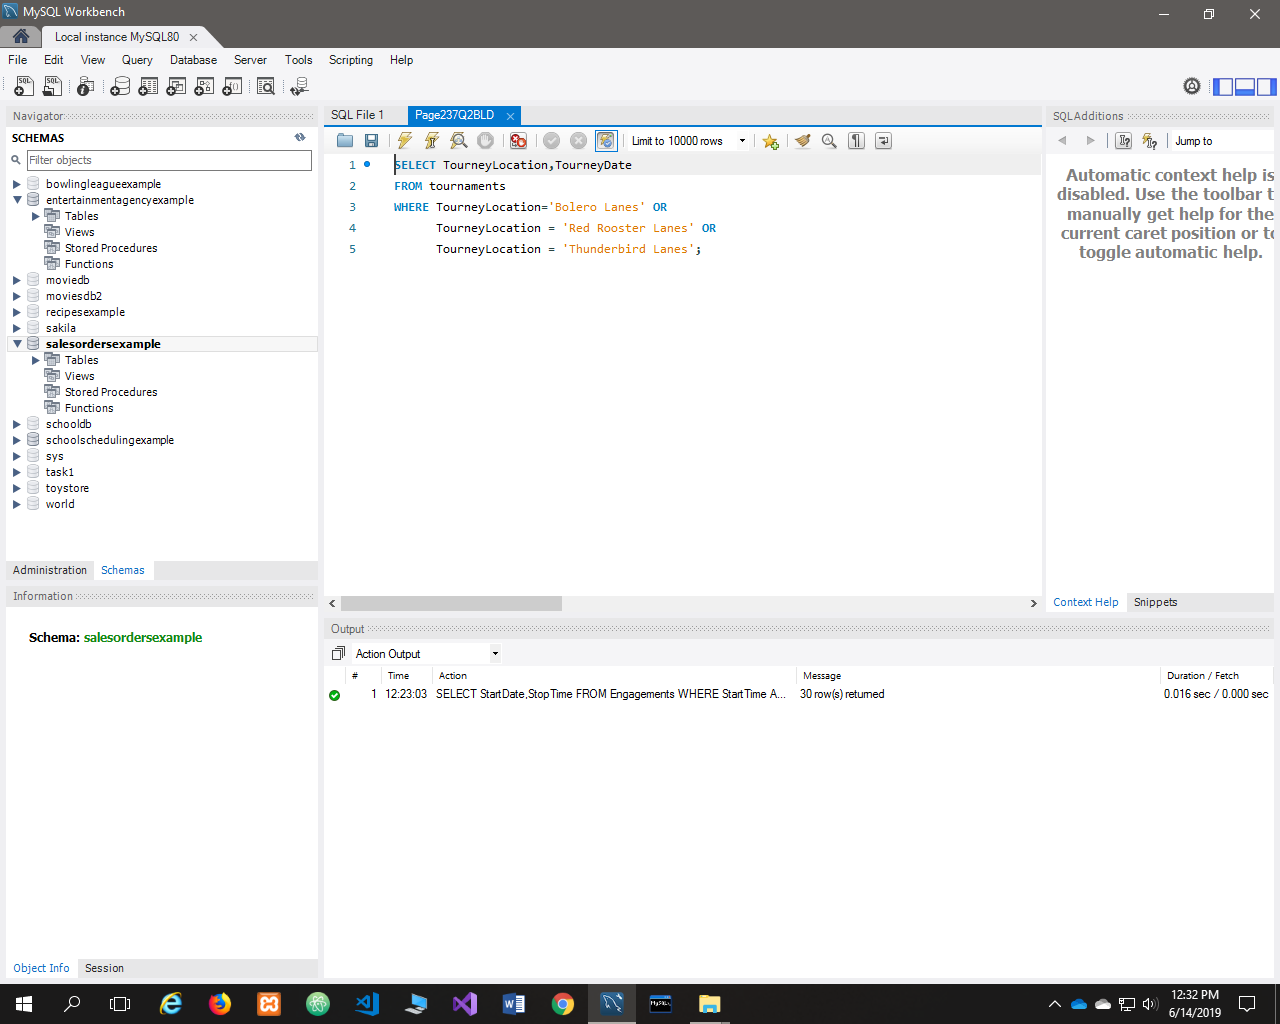 MySQL Workbench
Local instance MySQL80
File Edit View Query Database Server Tools Scripting Help
Navigator
SCHEMAS
Filter objects
bowlingleagueexample
entertainmentagencyexample
Tables
Views
Stored Procedures
Functions
moviedb
moviesdb2
recipesexample
sakila
salesordersexample
Tables
Views
Stored Procedures
Functions
schooldb
schoolschedulingexample
sys
task1
toystore
world
Administration Schemas
Information
Schema: salesordersexample
Object Info Session
SQL File 1 Page237Q2BLD
Limit to 10000 rows
1 SELECT TourneyLocation,TourneyDate
2 FROM tournaments
3 WHERE TourneyLocation='Bolero Lanes' OR
4 TourneyLocation = 'Red Rooster Lanes' OR
5 TourneyLocation = 'Thunderbird Lanes';
SQLAdditions
Jump to
Automatic context help is
disabled. Use the toolbar t
manually get help for the
current caret position or to
toggle automatic help.
Context Help Snippets
Output
Action Output
# Time Action Message Duration / Fetch
1 12:23:03 SELECT StartDate,StopTime FROM Engagements WHERE StartTime A... 30 row(s) returned 0.016 sec / 0.000 sec
12:32 PM
6/14/2019